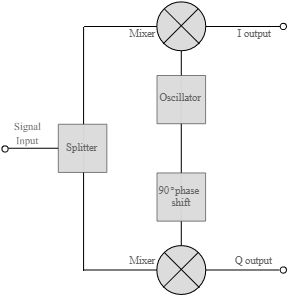 Mixer
I output
Oscillator
Signal
Input
Splitter
90°phase
shift
Mixer
Q output